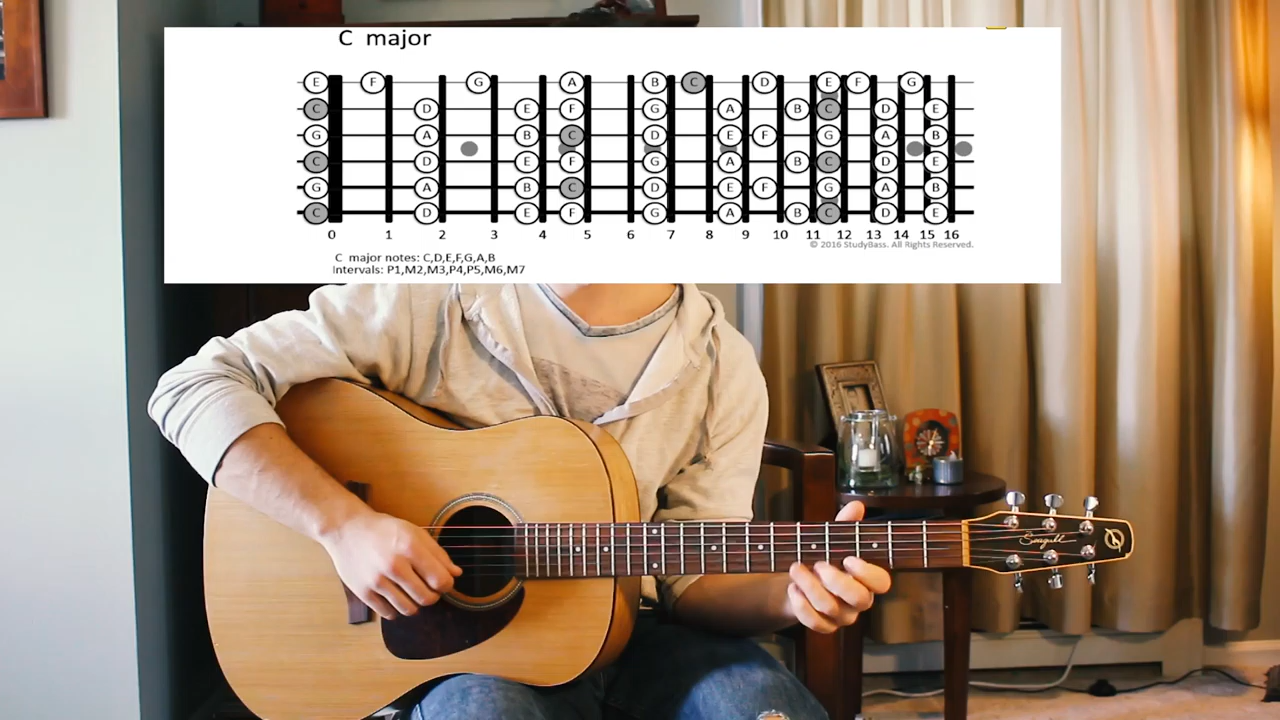 C major
E F G A B C D E F G
C D E F G A B C D E
G A B C D E F G A B
C D E F G A B C D E
G A B C D E F G A B
C D E F G A B C D E
0 1 2 3 4 5 6 7 8 9 10 11 12 13 14 15 16
© 2016 StudyBass. All Rights Reserved.
C major notes: C,D,E,F,G,A,B
Intervals: P1,M2,M3,P4,P5,M6,M7
Seagull